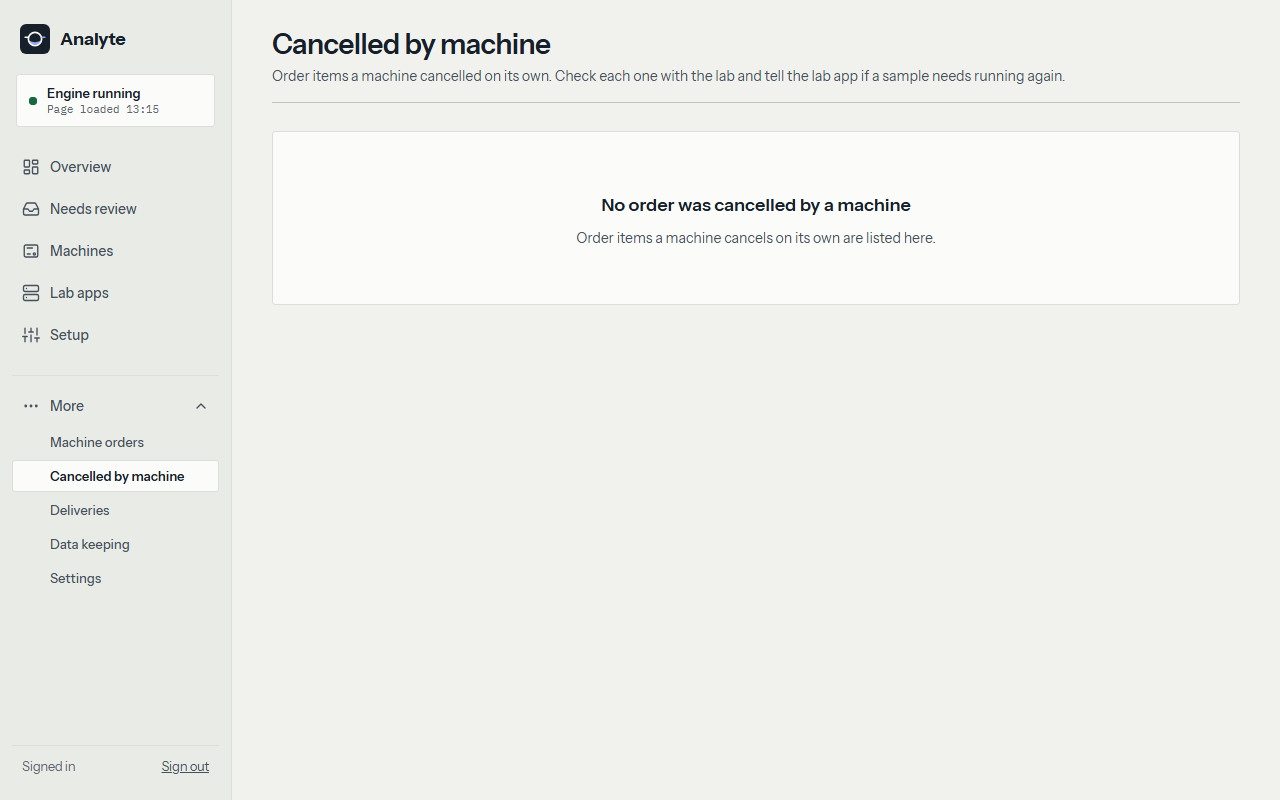 Analyte
Engine running
Page loaded 13:15
Overview
Needs review
Machines
Lab apps
Setup
More
Machine orders
Cancelled by machine
Deliveries
Data keeping
Settings
Signed in
Sign out
Cancelled by machine
Order items a machine cancelled on its own. Check each one with the lab and tell the lab app if a sample needs running again.
No order was cancelled by a machine
Order items a machine cancels on its own are listed here.